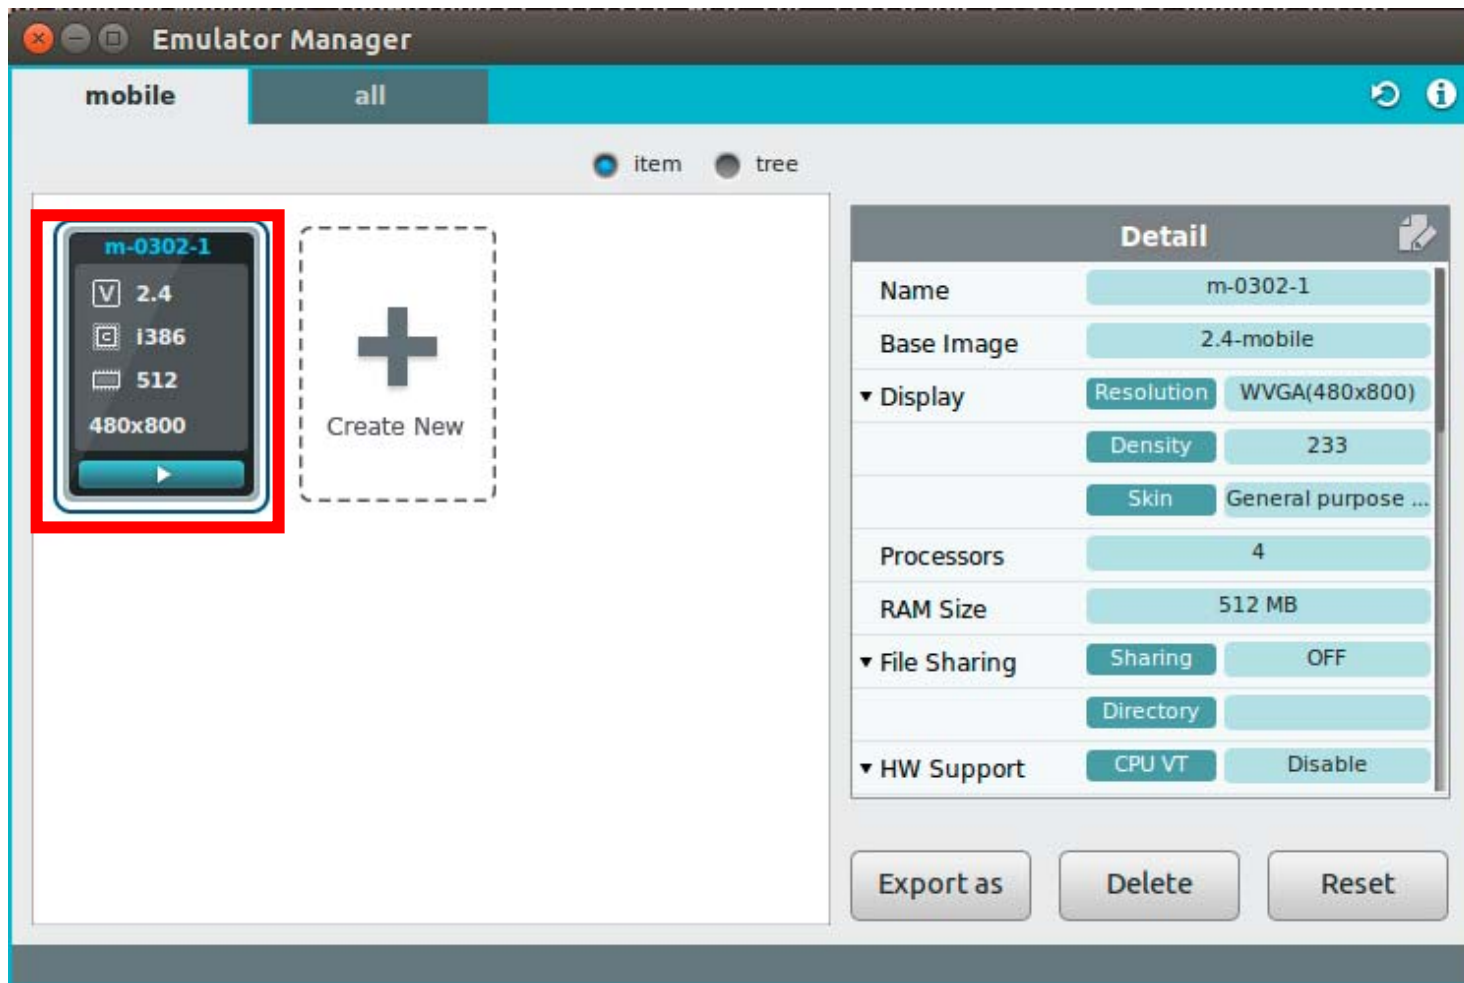 Emulator Manager
mobile
all
item
tree
m-0302-1
V 2.4
C i386
512
480x800
Create New
Detail
Name m-0302-1
Base Image 2.4-mobile
Display Resolution WVGA(480x800)
Density 233
Skin General purpose ...
Processors 4
RAM Size 512 MB
File Sharing Sharing OFF
Directory
HW Support CPU VT Disable
Export as
Delete
Reset